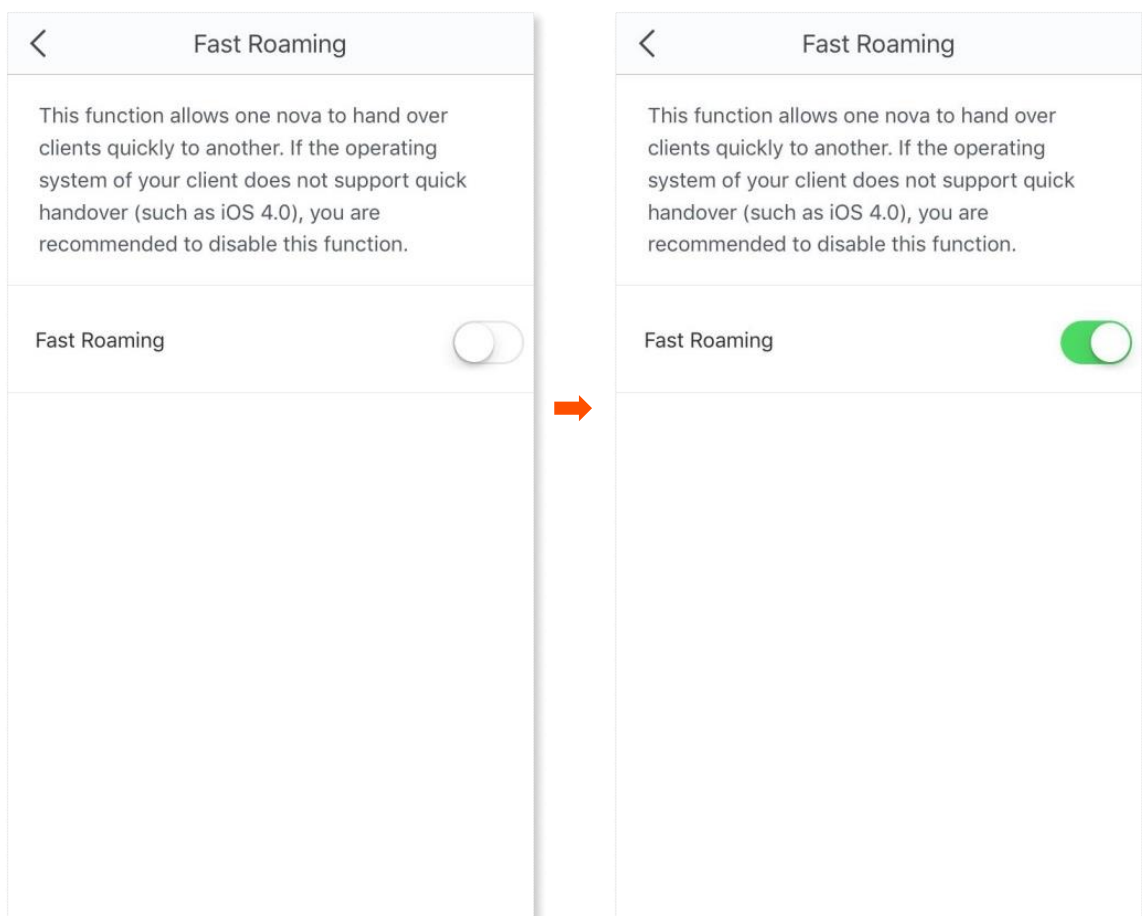 Fast Roaming
This function allows one nova to hand over
clients quickly to another. If the operating
system of your client does not support quick
handover (such as iOS 4.0), you are
recommended to disable this function.
Fast Roaming
Fast Roaming
This function allows one nova to hand over
clients quickly to another. If the operating
system of your client does not support quick
handover (such as iOS 4.0), you are
recommended to disable this function.
Fast Roaming